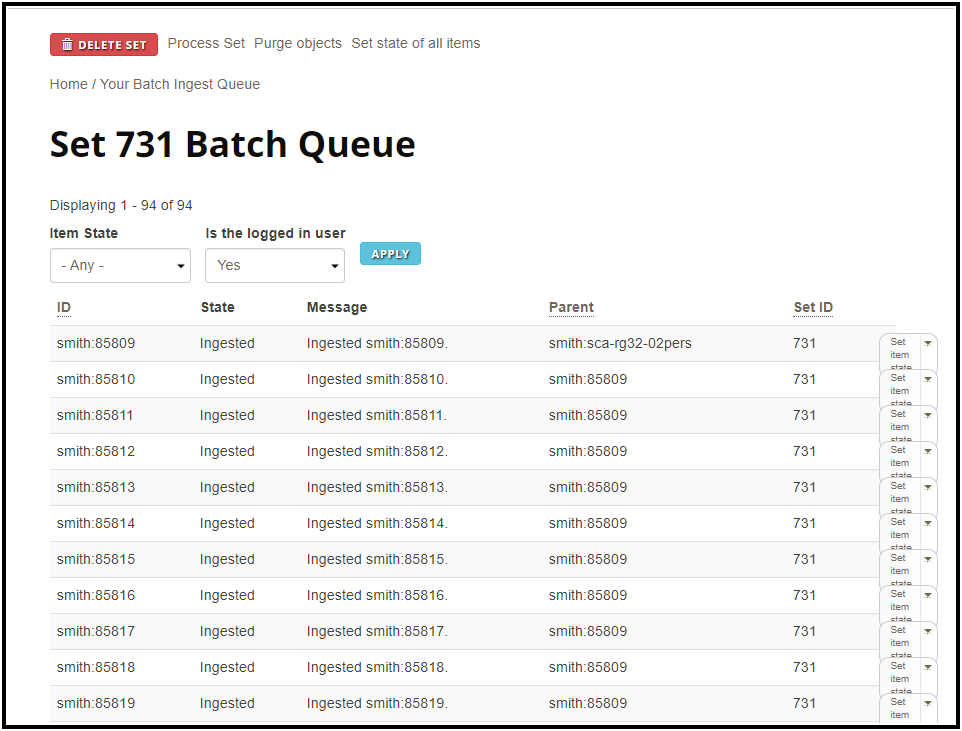 DELETE SET Process Set Purge objects Set state of all items
Home / Your Batch Ingest Queue
Set 731 Batch Queue
Displaying 1 - 94 of 94
Item State Is the logged in user
- Any - Yes APPLY
ID State Message Parent Set ID
smith:85809 Ingested Ingested smith:85809. smith:sca-rg32-02pers 731 Set item state
smith:85810 Ingested Ingested smith:85810. smith:85809 731 Set item state
smith:85811 Ingested Ingested smith:85811. smith:85809 731 Set item state
smith:85812 Ingested Ingested smith:85812. smith:85809 731 Set item state
smith:85813 Ingested Ingested smith:85813. smith:85809 731 Set item state
smith:85814 Ingested Ingested smith:85814. smith:85809 731 Set item state
smith:85815 Ingested Ingested smith:85815. smith:85809 731 Set item state
smith:85816 Ingested Ingested smith:85816. smith:85809 731 Set item state
smith:85817 Ingested Ingested smith:85817. smith:85809 731 Set item state
smith:85818 Ingested Ingested smith:85818. smith:85809 731 Set item state
smith:85819 Ingested Ingested smith:85819. smith:85809 731 Set item